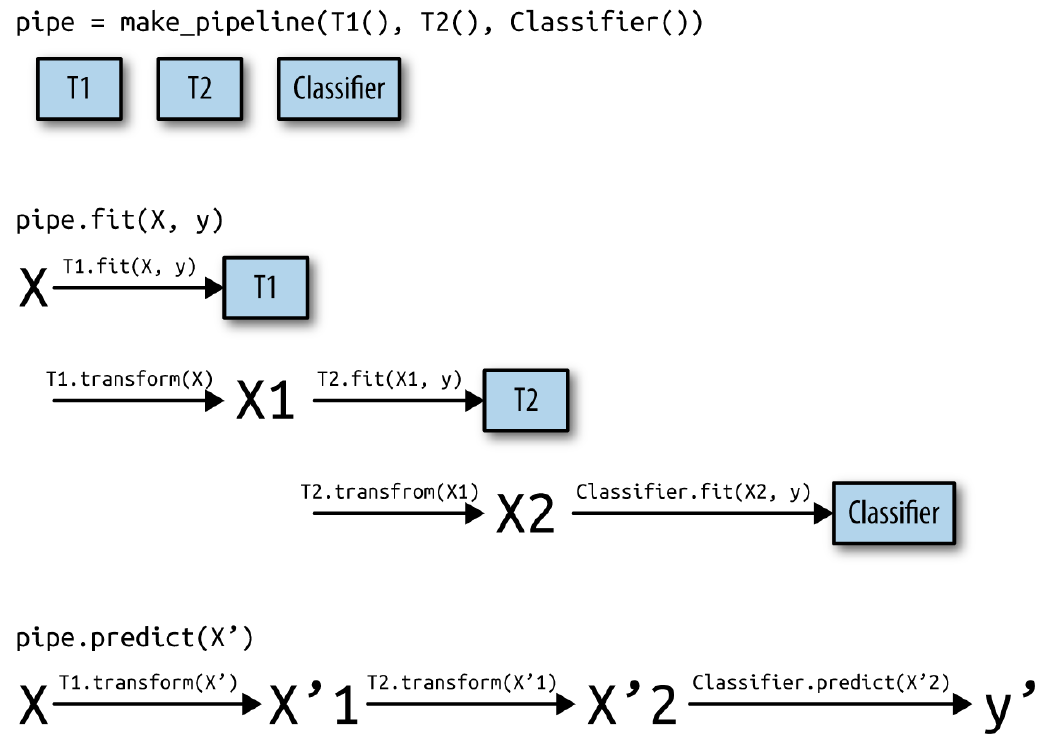 pipe = make_pipeline(T1(), T2(), Classifier())
T1 T2 Classifier
pipe.fit(X, y)
X T1.fit(X, y) T1
T1.transform(X) X1 T2.fit(X1, y) T2
T2.transfrom(X1) X2 Classifier.fit(X2, y) Classifier
pipe.predict(X’)
X T1.transform(X’) X’1 T2.transform(X’1) X’2 Classifier.predict(X’2) y’